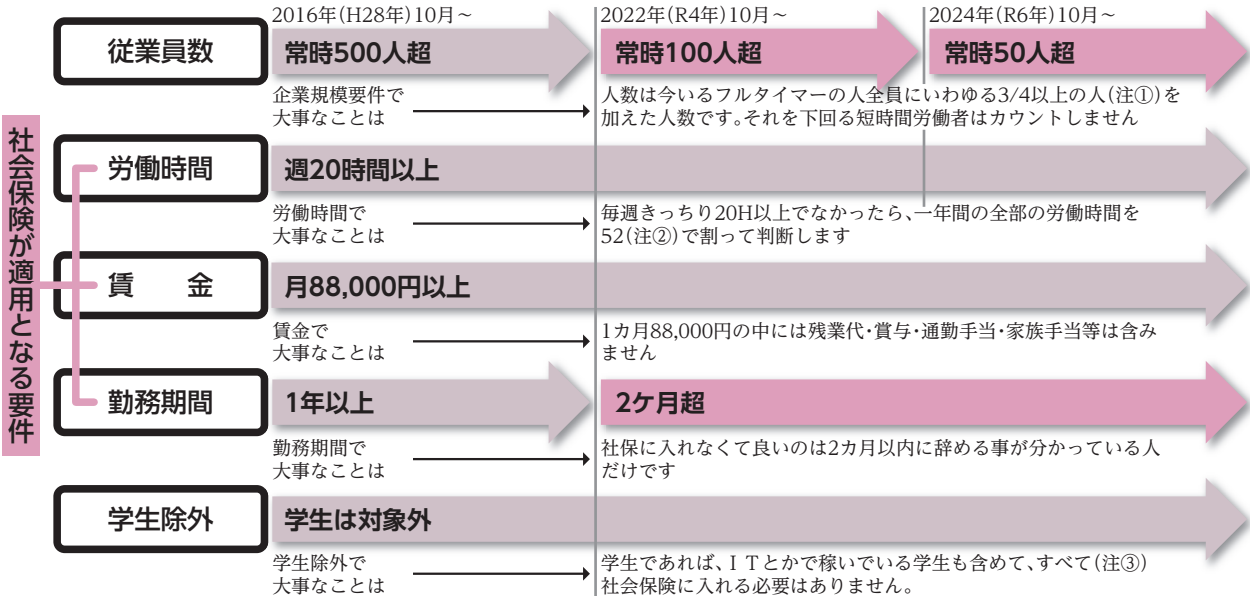 2016年(H28年)10月～
2022年(R4年)10月～
2024年(R6年)10月～
従業員数
常時500人超
常時100人超
常時50人超
企業規模要件で
大事なことは
人数は今いるフルタイマーの人全員にいわゆる3/4以上の人(注①)を
加えた人数です。それを下回る短時間労働者はカウントしません
社会保険が適用となる要件
労働時間
週20時間以上
労働時間で
大事なことは
毎週きっちり20H以上でなかったら、一年間の全部の労働時間を
52(注②)で割って判断します
賃　金
月88,000円以上
賃金で
大事なことは
1カ月88,000円の中には残業代・賞与・通勤手当・家族手当等は含み
ません
勤務期間
1年以上
2ケ月超
勤務期間で
大事なことは
社保に入れなくて良いのは2カ月以内に辞める事が分かっている人
だけです
学生除外
学生は対象外
学生除外で
大事なことは
学生であれば、ＩＴとかで稼いでいる学生も含めて、すべて(注③)
社会保険に入れる必要はありません。